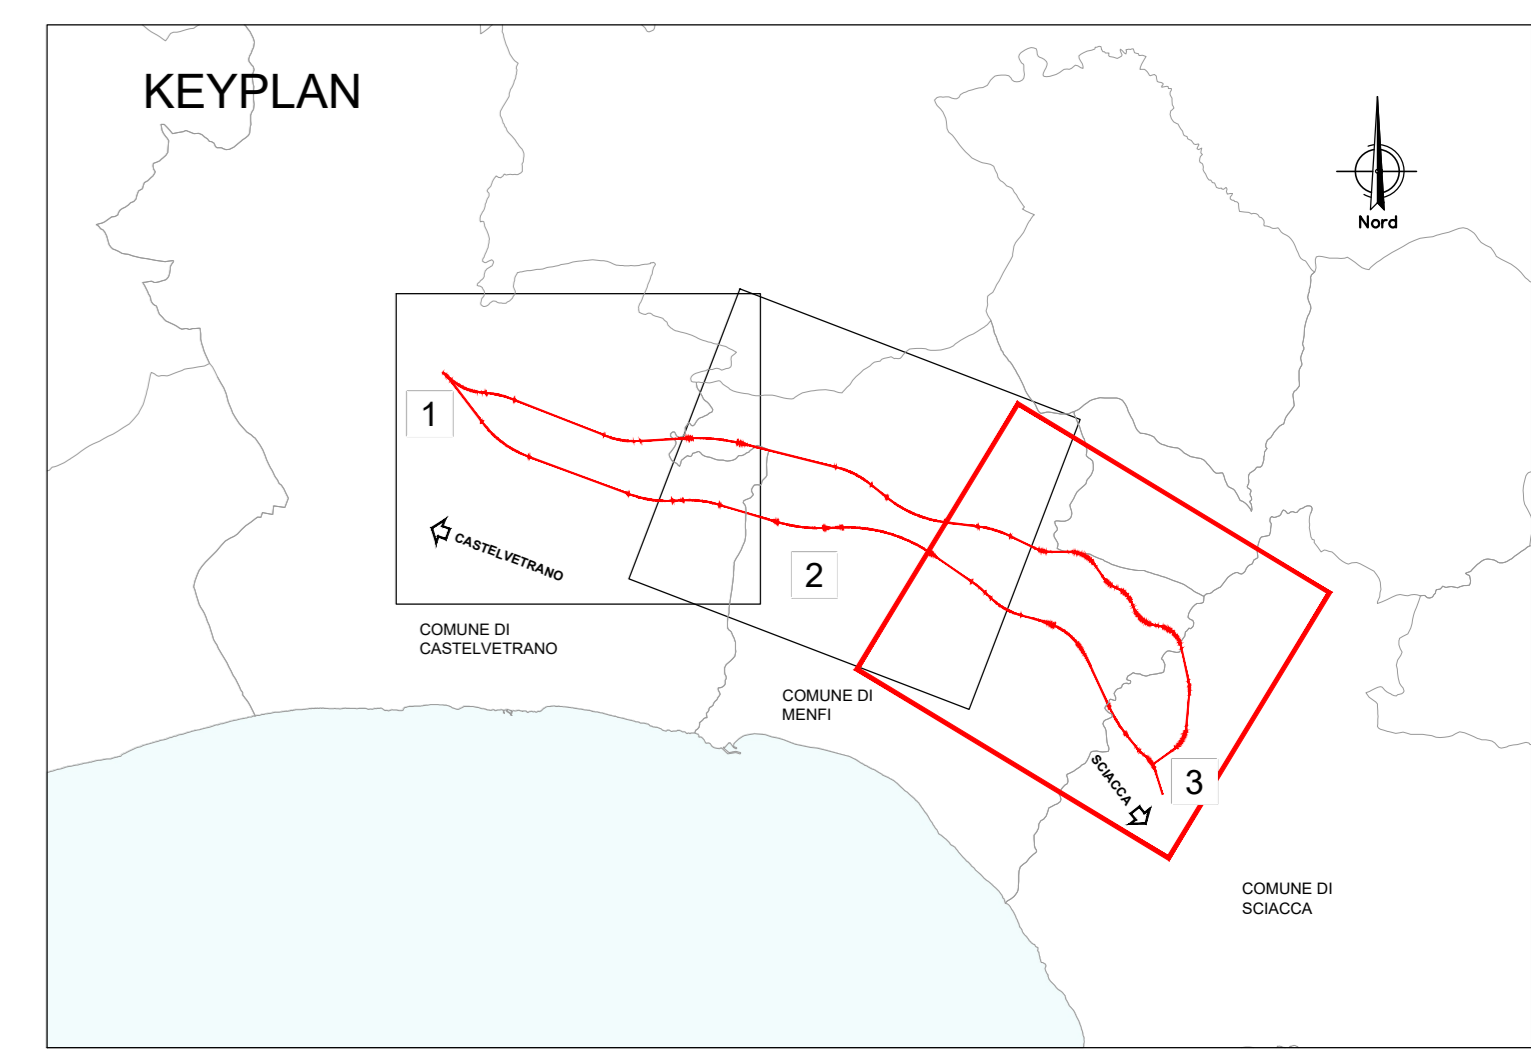 KEYPLAN
Nord
1
CASTELVETRANO
2
COMUNE DI
CASTELVETRANO
COMUNE DI
MENFI
SCIACCA
3
COMUNE DI
SCIACCA